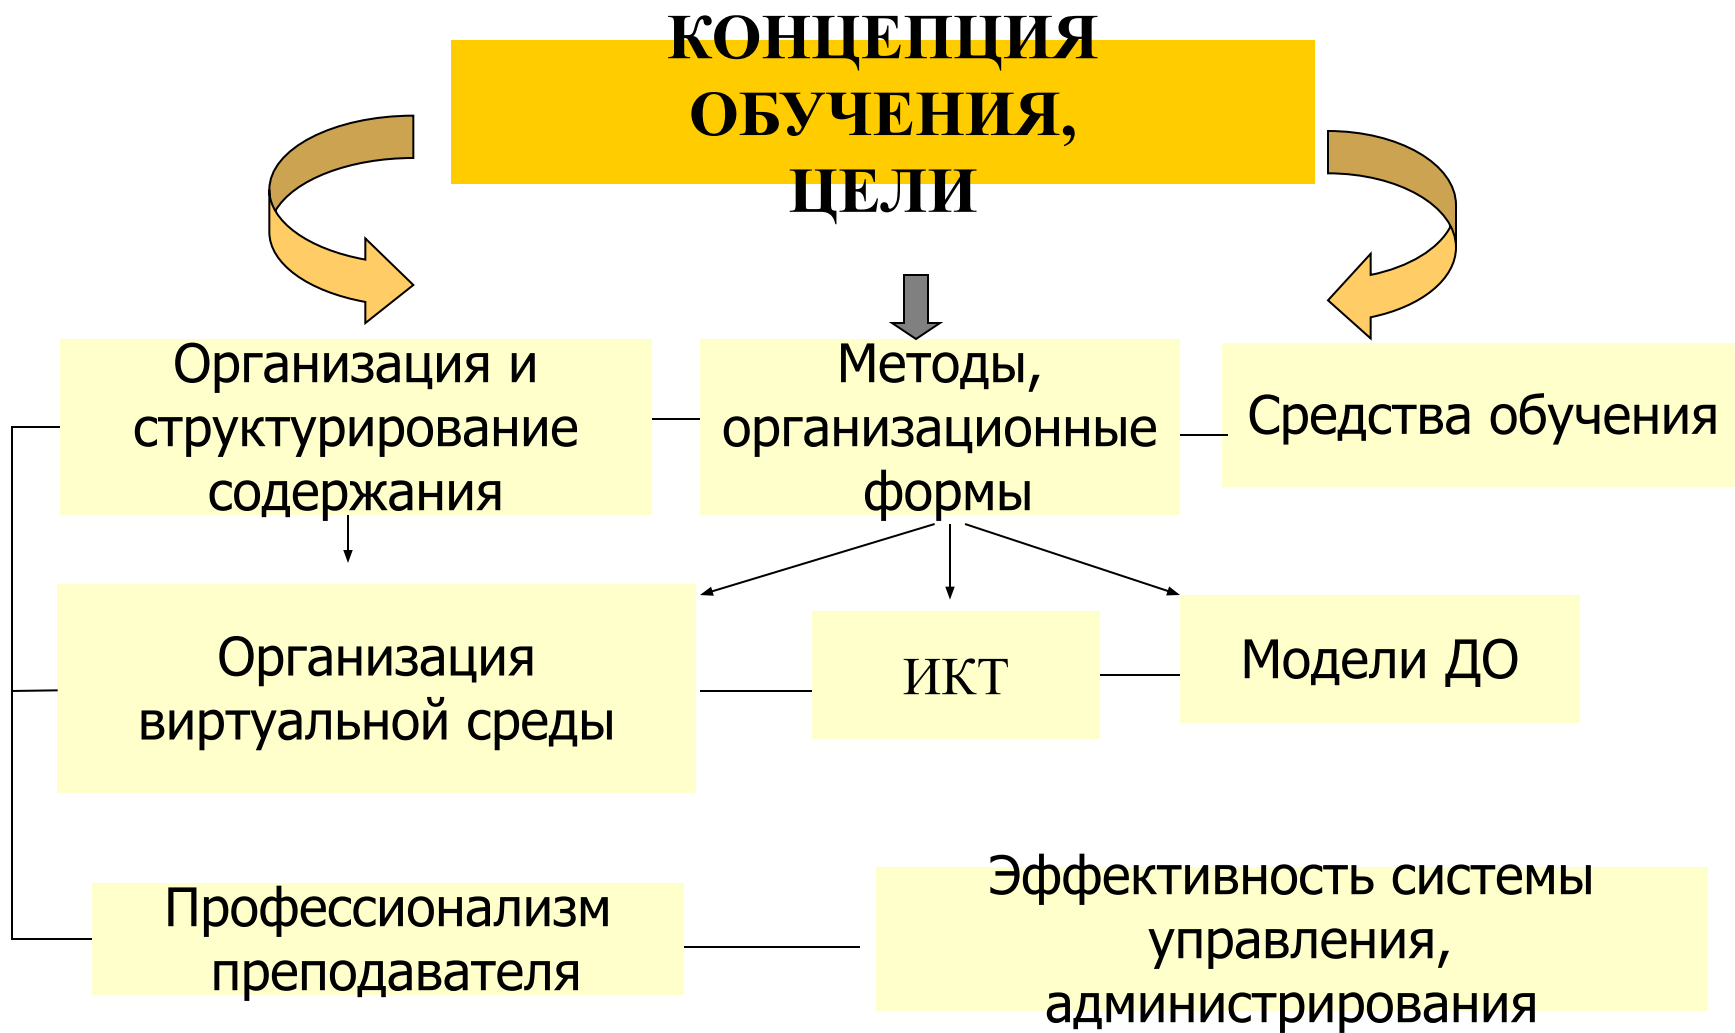 КОНЦЕПЦИЯ
ОБУЧЕНИЯ,
ЦЕЛИ
Организация и
структурирование
содержания
Методы,
организационные
формы
Средства обучения
Организация
виртуальной среды
ИКТ
Модели ДО
Профессионализм
преподавателя
Эффективность системы
управления,
администрирования